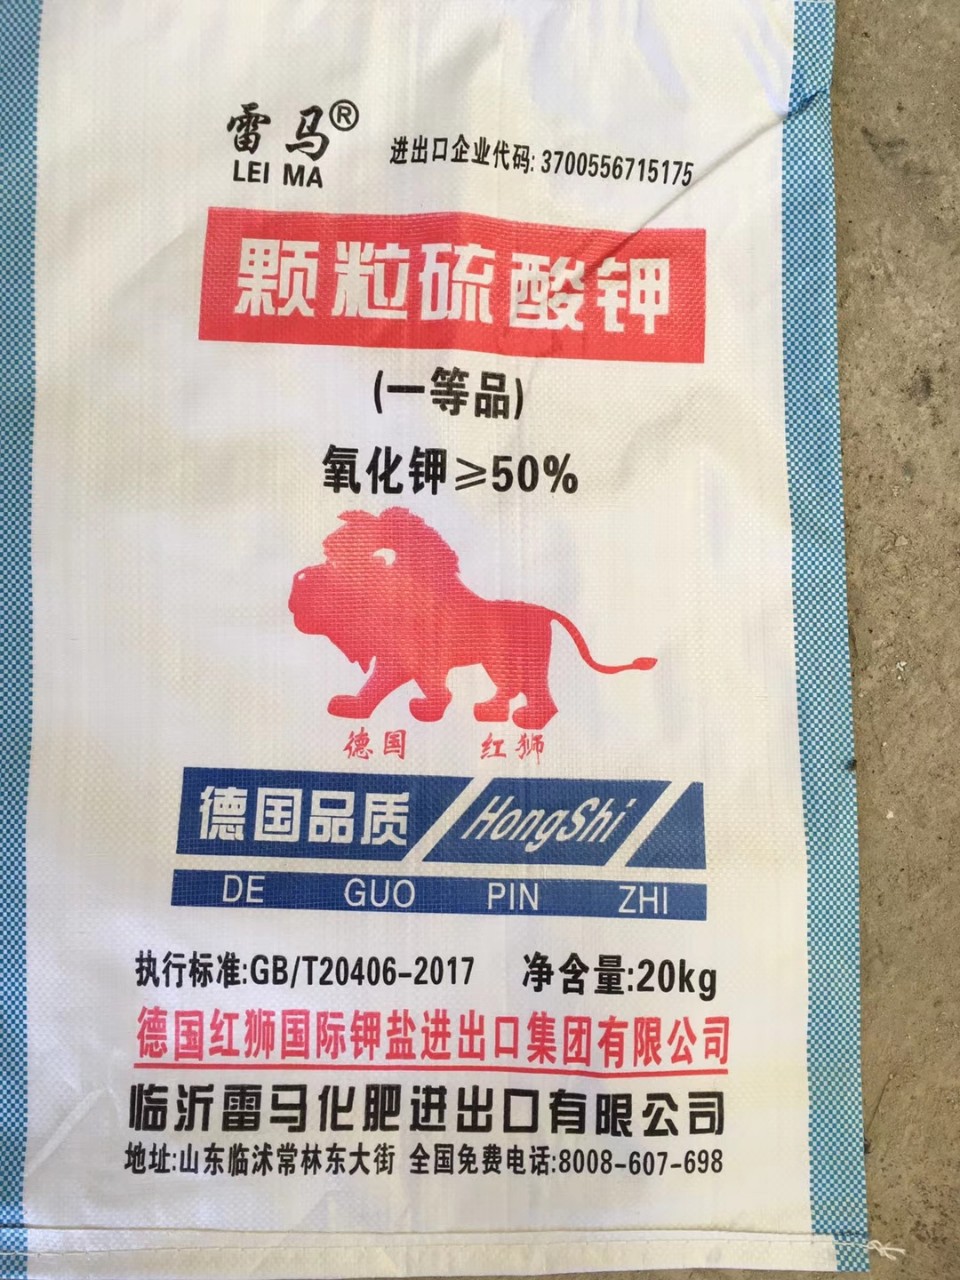 雷马®
LEI MA
进出口企业代码: 3700556715175
颗粒硫酸钾
(一等品)
氧化钾≥50%
德国 红狮
德国品质 HongShi
DE GUO PIN ZHI
执行标准:GB/T20406-2017 净含量:20kg
德国红狮国际钾盐进出口集团有限公司
临沂雷马化肥进出口有限公司
地址:山东临沭常林东大街 全国免费电话:8008-607-698